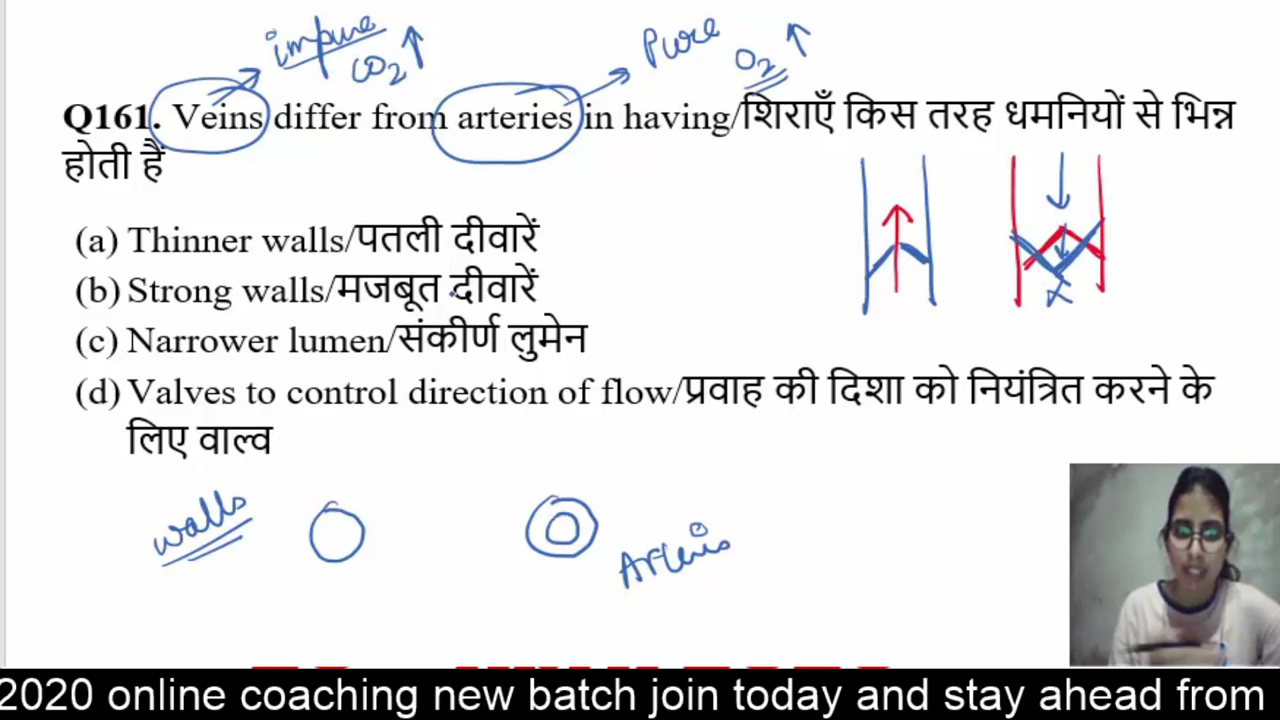 impure
CO2↑
Pure
O2↑
Q161. Veins differ from arteries in having/शिराएँ किस तरह धमनियों से भिन्न
होती हैं
(a) Thinner walls/पतली दीवारें
(b) Strong walls/मजबूत दीवारें
(c) Narrower lumen/संकीर्ण लुमेन
(d) Valves to control direction of flow/प्रवाह की दिशा को नियंत्रित करने के
लिए वाल्व
walls
2020 online coaching new batch join today and stay ahead from